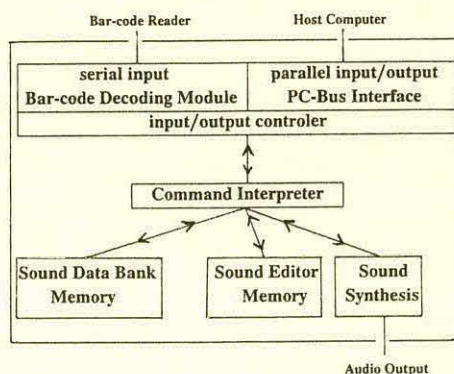 Bar-code Reader
Host Computer
serial input
Bar-code Decoding Module
parallel input/output
PC-Bus Interface
input/output controler
Command Interpreter
Sound Data Bank
Memory
Sound Editor
Memory
Sound
Synthesis
Audio Output